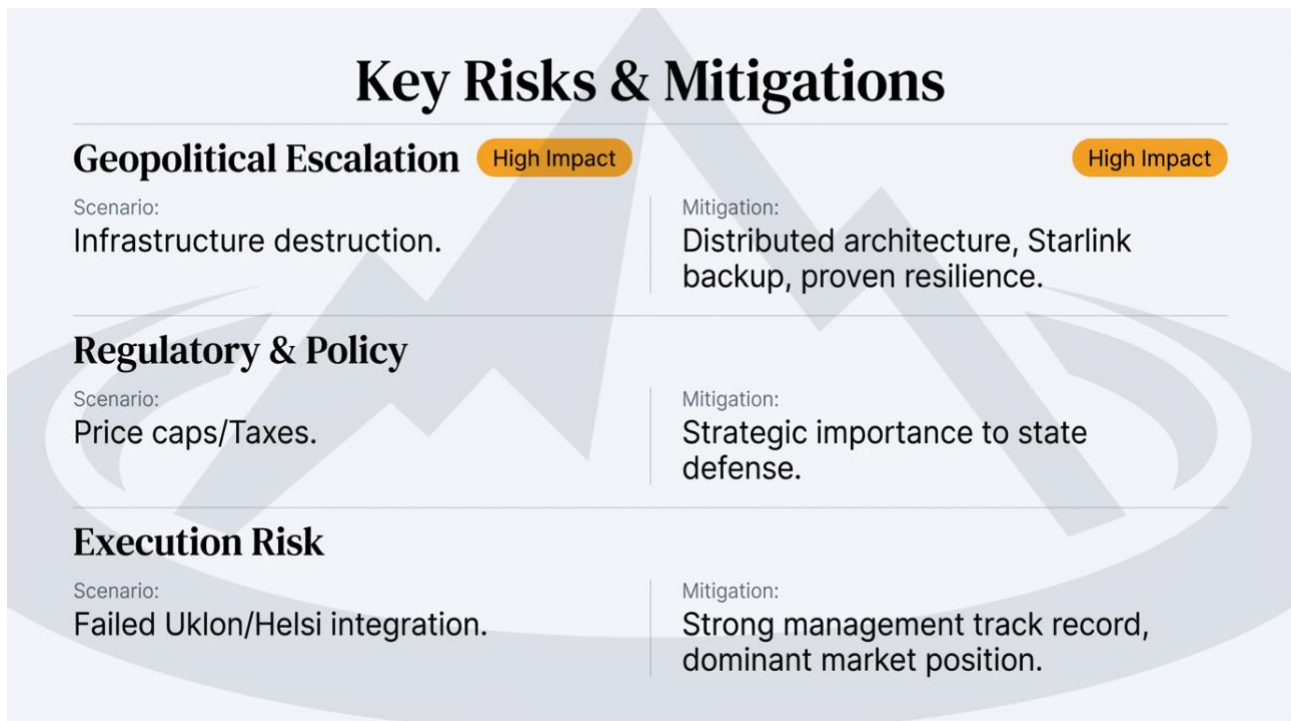 Key Risks & Mitigations
Geopolitical Escalation High Impact High Impact
Scenario:
Infrastructure destruction.
Mitigation:
Distributed architecture, Starlink
backup, proven resilience.
Regulatory & Policy
Scenario:
Price caps/Taxes.
Mitigation:
Strategic importance to state
defense.
Execution Risk
Scenario:
Failed Uklon/Helsi integration.
Mitigation:
Strong management track record,
dominant market position.